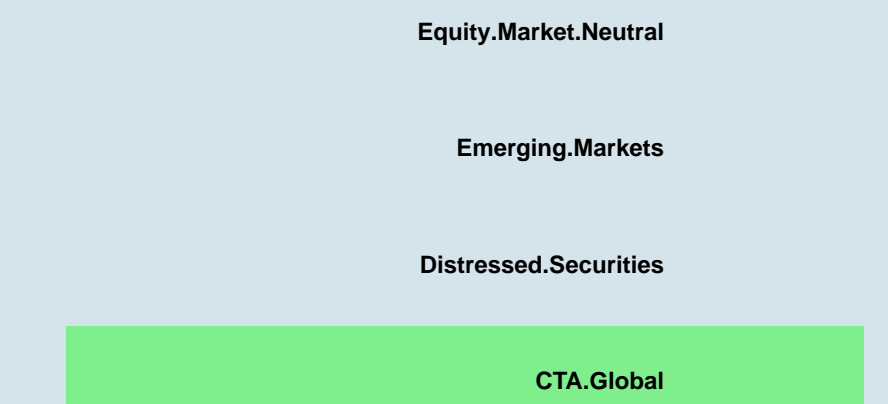 Equity.Market.Neutral
Emerging.Markets
Distressed.Securities
CTA.Global